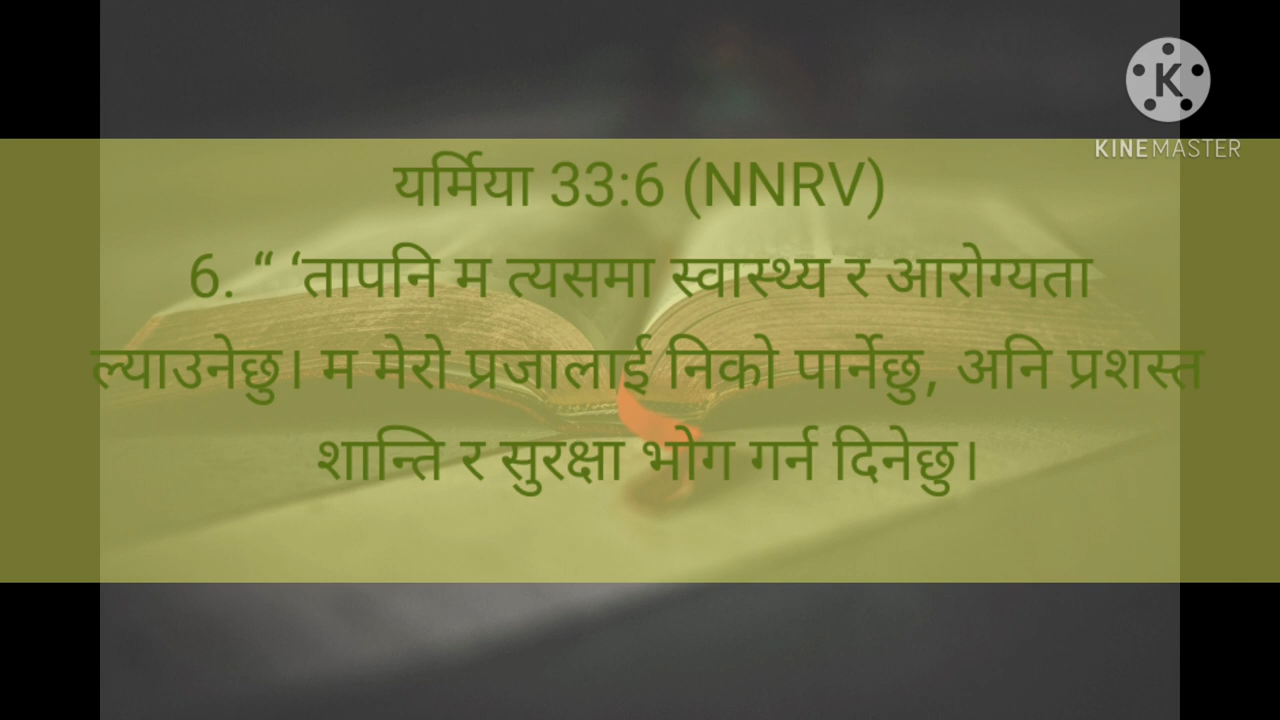 KINEMASTER
यर्मिया 33:6 (NNRV)
6. “ ‘तापनि म त्यसमा स्वास्थ्य र आरोग्यता
ल्याउनेछु। म मेरो प्रजालाई निको पार्नेछु, अनि प्रशस्त
शान्ति र सुरक्षा भोग गर्न दिनेछु।